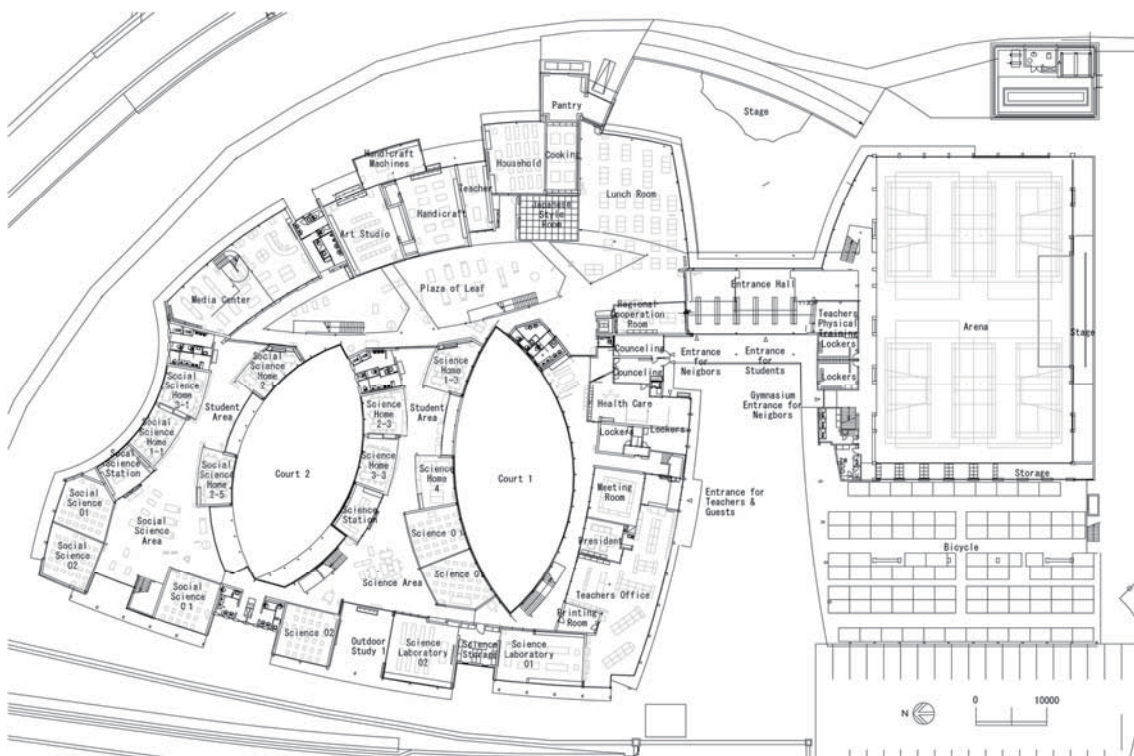 Stage
Pantry
Handicraft
Machines
Household
Cooking
Teacher
Lunch Room
Handicraft
Japanese
Style
Room
Art Studio
Plaza of Leaf
Media Center
Entrance Hall
Regional
Cooperation
Room
Teachers
Physical
Training
Lockers
Arena
Stage
Counceling
Entrance for
Neigbors
Entrance for
Students
Counceling
Lockers
Gymnasium
Entrance for
Neigbors
Social
Science
Home
2-4
Science
Home
1-3
Social
Science
Home
3-1
Student
Area
Science
Home
2-3
Student
Area
Health Care
Lockers
Lockers
Social
Science
Home
1-1
Social
Science
Station
Social
Science
Home
2-5
Court 2
Science
Home
3-3
Science
Home
4
Court 1
Storage
Meeting
Room
Entrance for
Teachers &
Guests
Social
Science
01
Social
Science
Area
Science
Station
Science 01
President
Bicycle
Social
Science
02
Science Area
Science 02
Teachers Office
Social
Science
01
Printing
Room
Science 02
Outdoor
Study 1
Science
Laboratory
02
Science
Storage
Science
Laboratory
01
N
0 10000